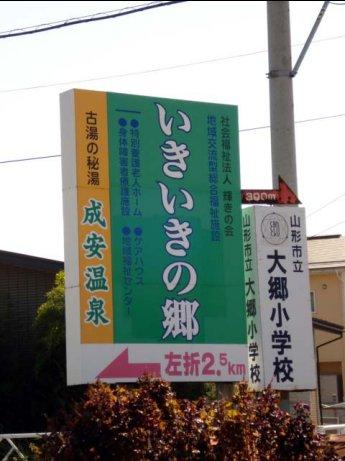 社会福祉法人 輝きの会
地域交流型総合福祉施設
いきいきの郷
●特別養護老人ホーム
●身体障害者療護施設
●ケアハウス
●地域福祉センター
古湯の秘湯
成安温泉
左折2.5km
300m
山形市立
大郷小学校
山形市立
大郷小学校